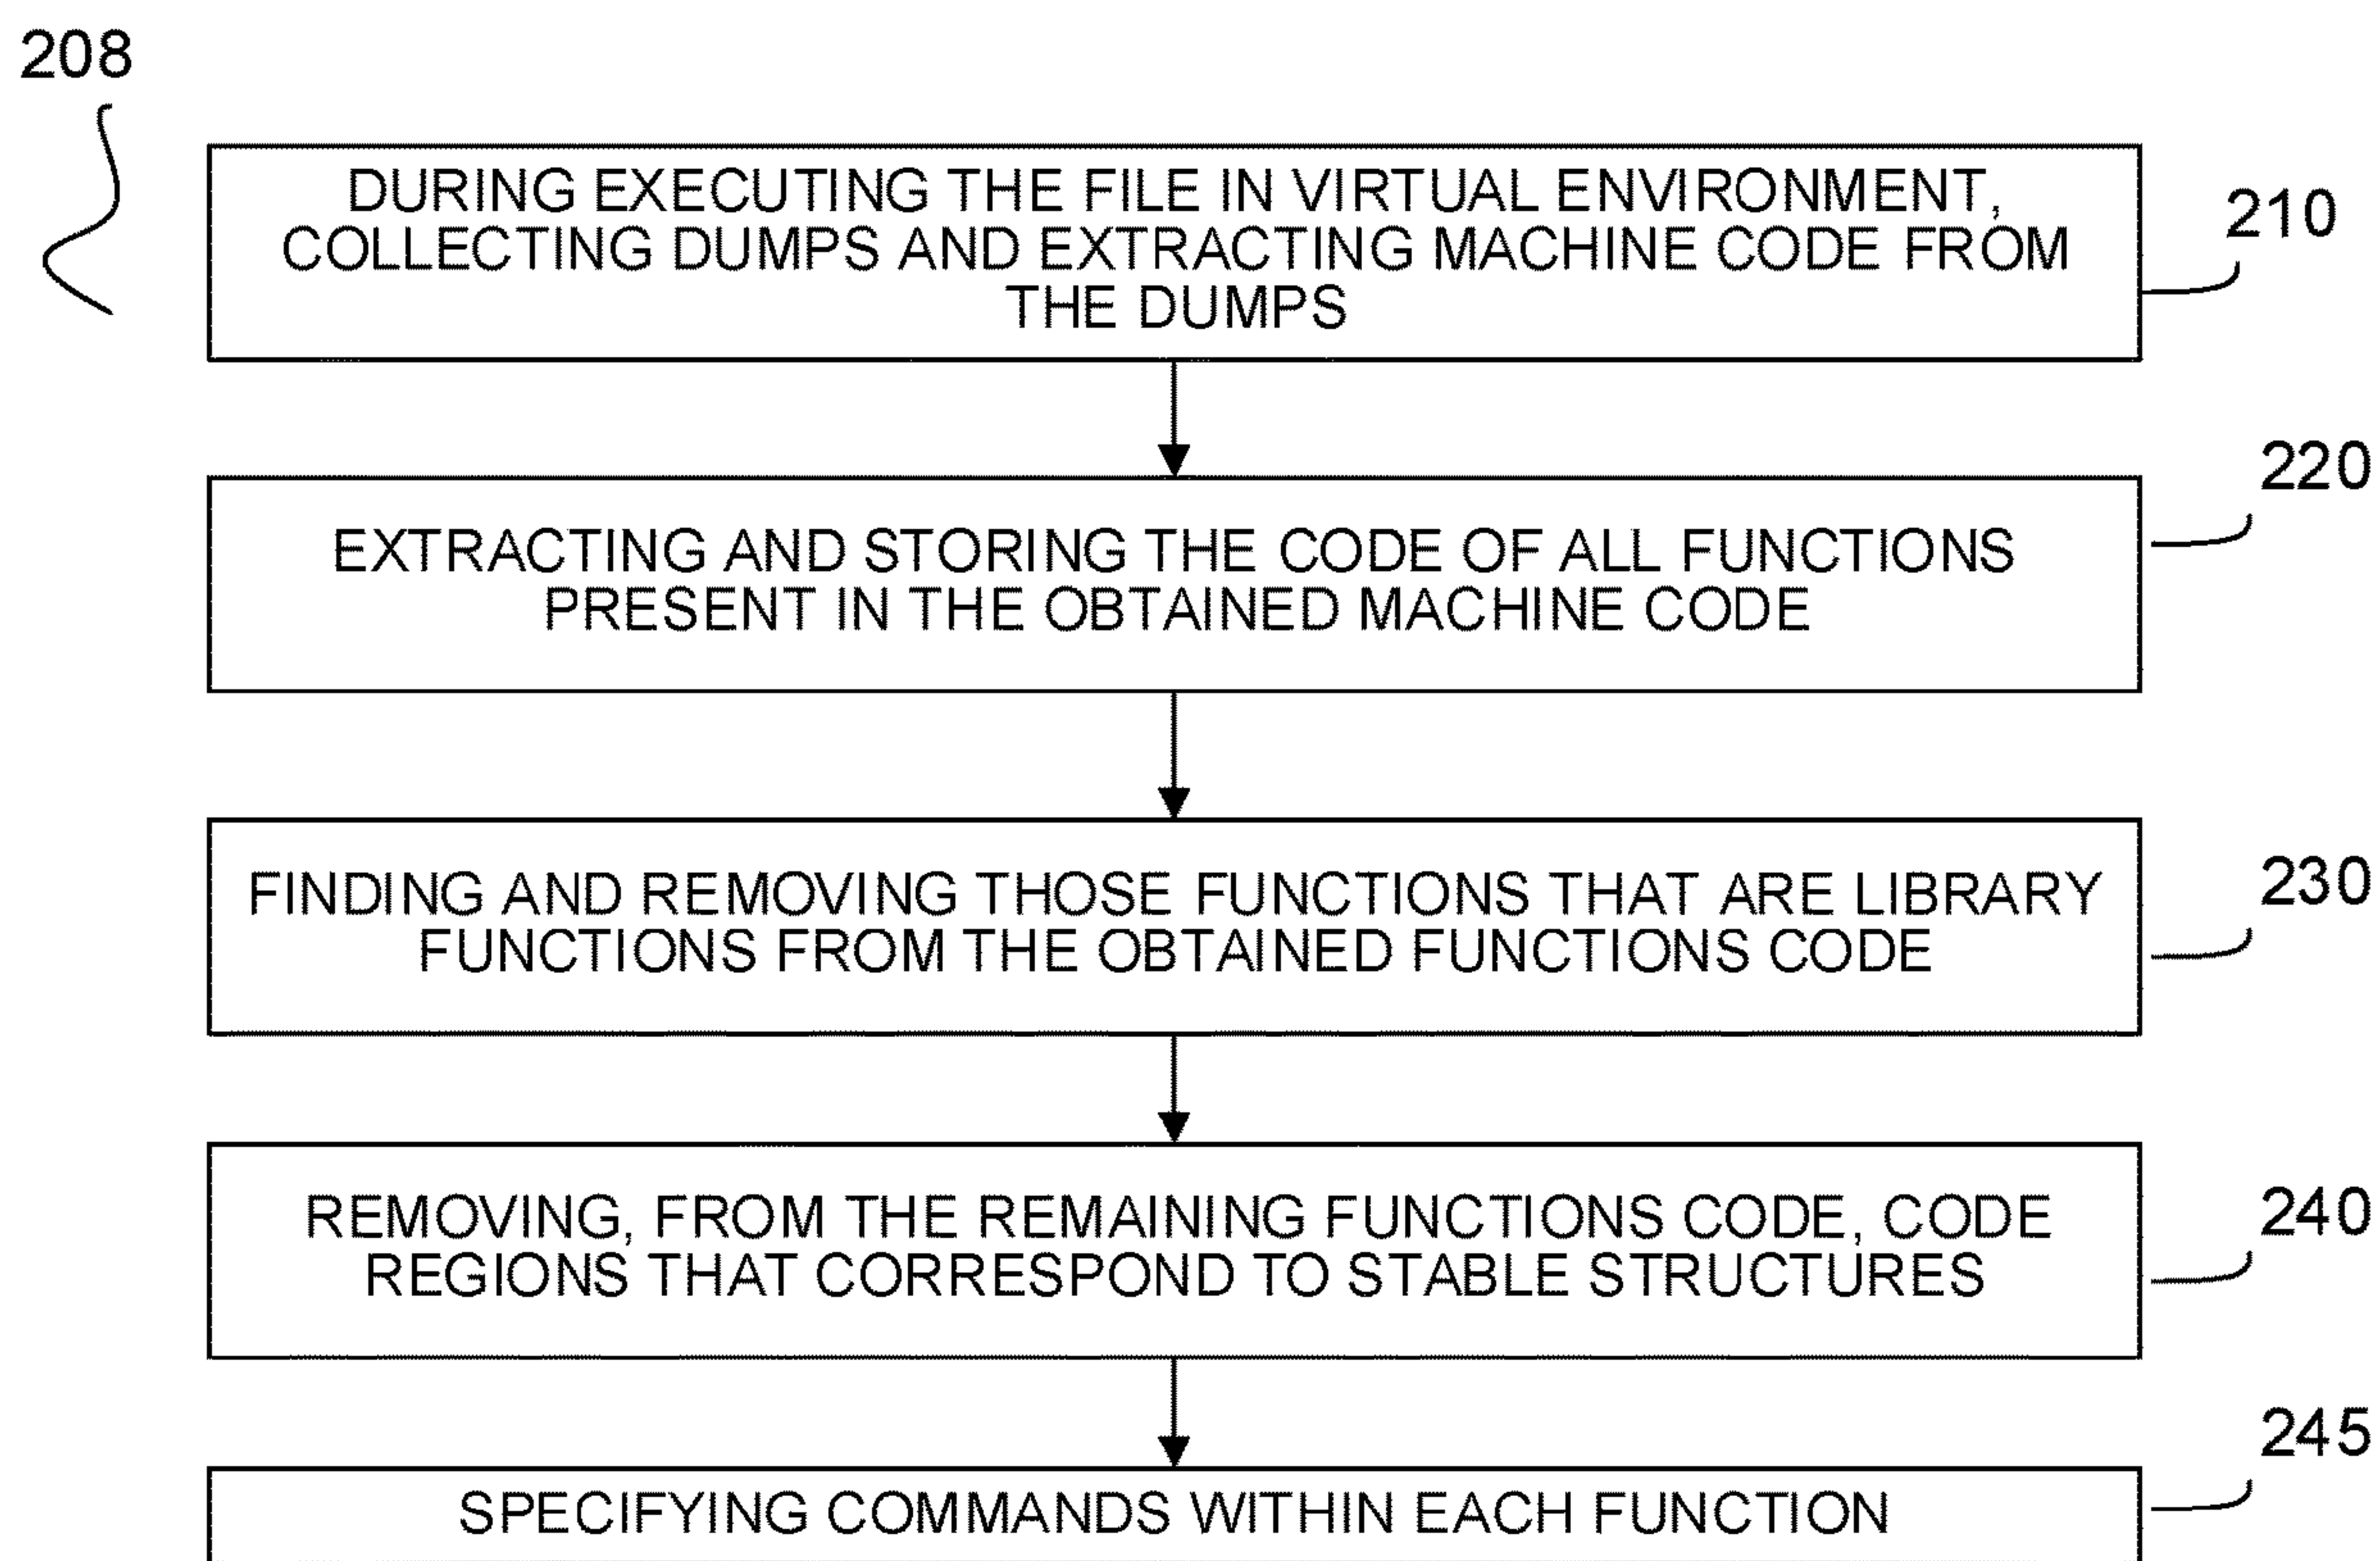 208
DURING EXECUTING THE FILE IN VIRTUAL ENVIRONMENT,
COLLECTING DUMPS AND EXTRACTING MACHINE CODE FROM
THE DUMPS
210
EXTRACTING AND STORING THE CODE OF ALL FUNCTIONS
PRESENT IN THE OBTAINED MACHINE CODE
220
FINDING AND REMOVING THOSE FUNCTIONS THAT ARE LIBRARY
FUNCTIONS FROM THE OBTAINED FUNCTIONS CODE
230
REMOVING, FROM THE REMAINING FUNCTIONS CODE, CODE
REGIONS THAT CORRESPOND TO STABLE STRUCTURES
240
SPECIFYING COMMANDS WITHIN EACH FUNCTION
245